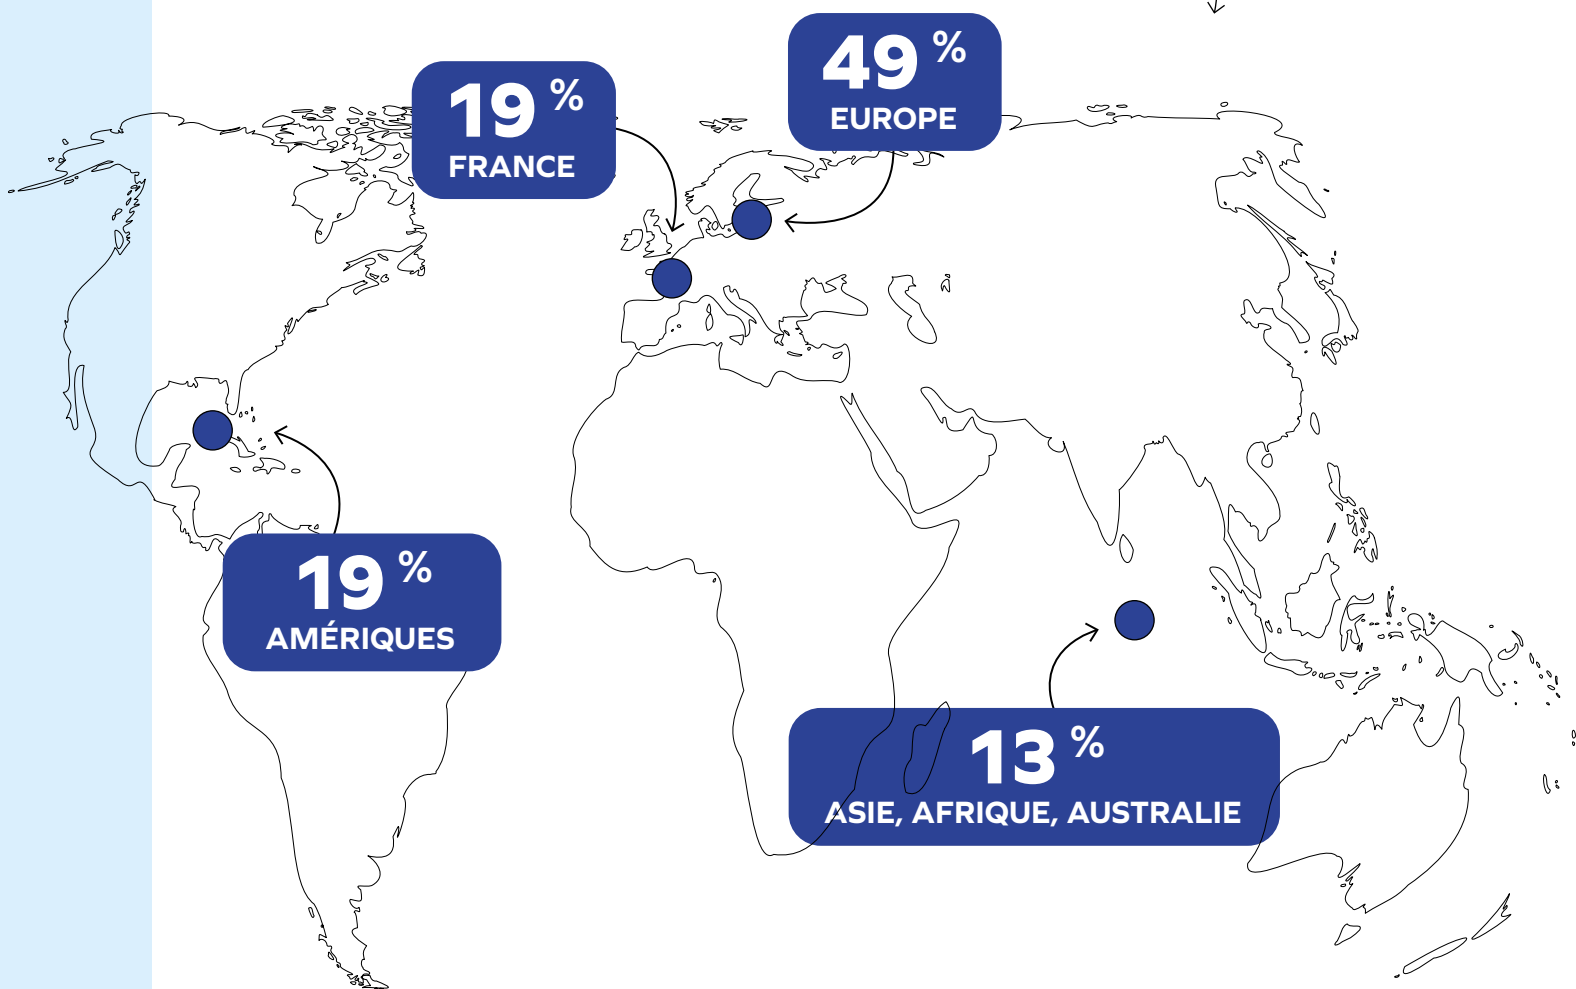 49 %
EUROPE
19 %
FRANCE
19 %
AMÉRIQUES
13 %
ASIE, AFRIQUE, AUSTRALIE